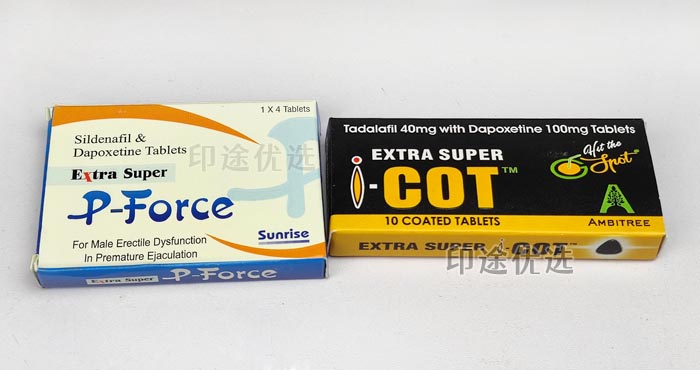 1 X 4 Tablets
Sildenafil &
Dapoxetine Tablets
Extra Super
P-Force
For Male Erectile Dysfunction
In Premature Ejaculation
Sunrise
Extra Super P-Force
印途优选
Tadalafil 40mg with Dapoxetine 100mg Tablets
EXTRA SUPER
i-COT™
10 COATED TABLETS
Hit the
Spot
AMBITREE
EXTRA SUPER i-COT™
印途优选